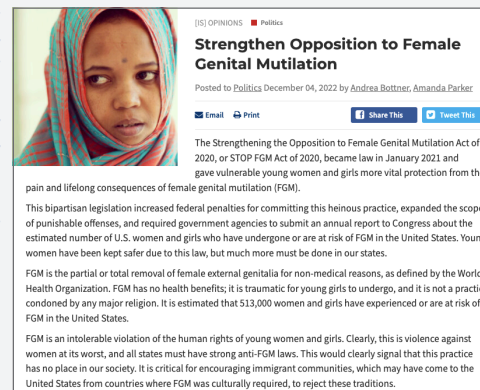 [IS] OPINIONS Politics
Strengthen Opposition to Female
Genital Mutilation
Posted to Politics December 04, 2022 by Andrea Bottner, Amanda Parker
Email Print Share This Tweet This
The Strengthening the Opposition to Female Genital Mutilation Act of
2020, or STOP FGM Act of 2020, became law in January 2021 and
gave vulnerable young women and girls more vital protection from th
pain and lifelong consequences of female genital mutilation (FGM).
This bipartisan legislation increased federal penalties for committing this heinous practice, expanded the scop
of punishable offenses, and required government agencies to submit an annual report to Congress about the
estimated number of U.S. women and girls who have undergone or are at risk of FGM in the United States. Youn
women have been kept safer due to this law, but much more must be done in our states.
FGM is the partial or total removal of female external genitalia for non-medical reasons, as defined by the World
Health Organization. FGM has no health benefits; it is traumatic for young girls to undergo, and it is not a practic
condoned by any major religion. It is estimated that 513,000 women and girls have experienced or are at risk of
FGM in the United States.
FGM is an intolerable violation of the human rights of young women and girls. Clearly, this is violence against
women at its worst, and all states must have strong anti-FGM laws. This would clearly signal that this practice
has no place in our society. It is critical for encouraging immigrant communities, which may have come to the
United States from countries where FGM was culturally required, to reject these traditions.